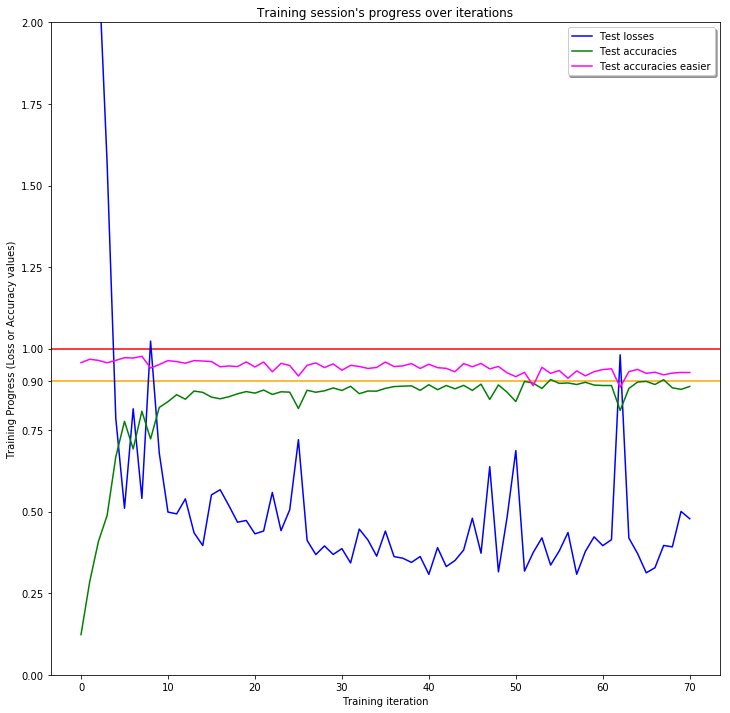 Training session's progress over iterations
Test losses
Test accuracies
Test accuracies easier
Training Progress (Loss or Accuracy values)
2.00
1.75
1.50
1.25
1.00
0.90
0.75
0.50
0.25
0.00
0 10 20 30 40 50 60 70
Training iteration